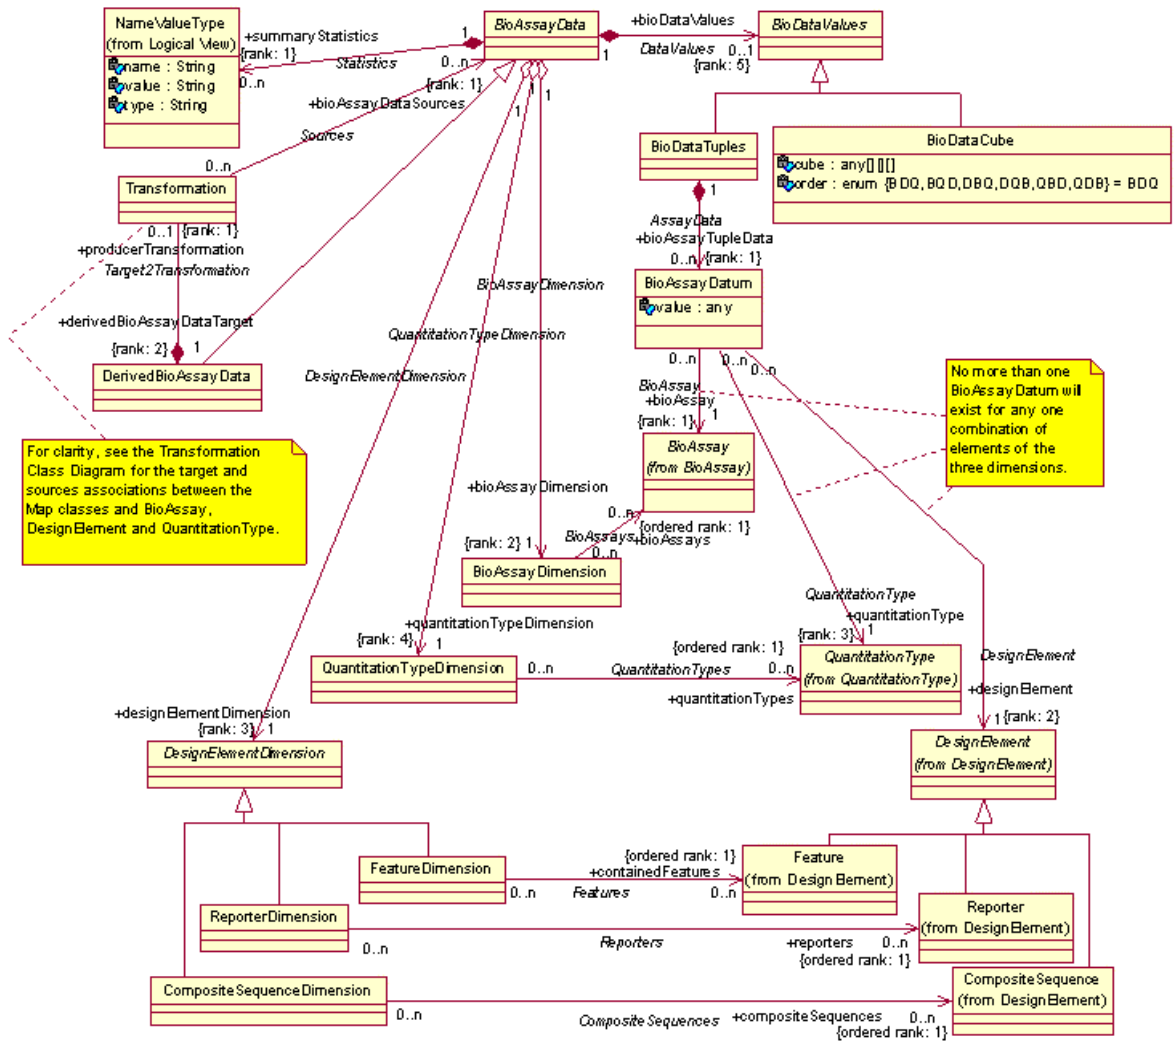 NameValueType
(from Logical View)
name : String
value : String
type : String
+summaryStatistics
1
{rank: 1}
Statistics
0..n
0..n
{rank: 1}
+bioAssayDataSources
Sources
0..n
BioAssayData
1
+bioDataValues
DataValues
0..1
{rank: 5}
BioDataValues
1
1
1
BioDataTuples
1
BioDataCube
cube : any[][][]
order : enum {BDQ,BQD,DBQ,DQB,QBD,QDB} = BDQ
Transformation
0..1
{rank: 1}
+producerTransformation
Target2Transformation
+derivedBioAssayDataTarget
{rank: 2}
1
DerivedBioAssayData
AssayData
+bioAssayTupleData
0..n
{rank: 1}
BioAssayDatum
value : any
0..n
0..n
0..n
BioAssayDimension
QuantitationTypeDimension
DesignElementDimension
BioAssay
+bioAssay
{rank: 1}
1
BioAssay
(from BioAssay)
No more than one
BioAssayDatum will
exist for any one
combination of
elements of the
three dimensions.
For clarity, see the Transformation
Class Diagram for the target and
sources associations between the
Map classes and BioAssay,
DesignElement and QuantitationType.
+bioAssayDimension
0..n
{ordered rank: 1}
BioAssays
+bioAssays
{rank: 2}
1
0..n
BioAssayDimension
+quantitationTypeDimension
{rank: 4}
1
QuantitationTypeDimension
0..n
QuantitationTypes
{ordered rank: 1}
0..n
+quantitationTypes
QuantitationType
+quantitationType
{rank: 3}
1
QuantitationType
(from QuantitationType)
DesignElement
+designElement
1
{rank: 2}
DesignElement
(from DesignElement)
+designElementDimension
{rank: 3}
1
DesignElementDimension
FeatureDimension
0..n
Features
{ordered rank: 1}
+containedFeatures
0..n
Feature
(from DesignElement)
ReporterDimension
0..n
Reporters
+reporters
0..n
{ordered rank: 1}
Reporter
(from DesignElement)
CompositeSequenceDimension
0..n
CompositeSequences
+compositeSequences
0..n
{ordered rank: 1}
CompositeSequence
(from DesignElement)